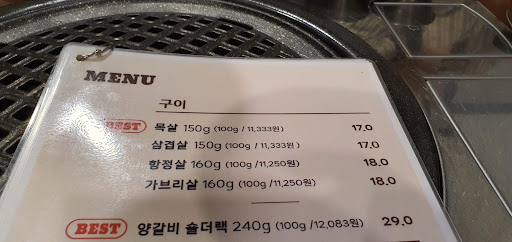 MENU
구이
BEST 목살 150g (100g / 11,333원) 17.0
삼겹살 150g (100g / 11,333원) 17.0
항정살 160g (100g /11,250원) 18.0
가브리살 160g (100g /11,250원) 18.0
BEST 양갈비 숄더랙 240g (100g /12,083원) 29.0